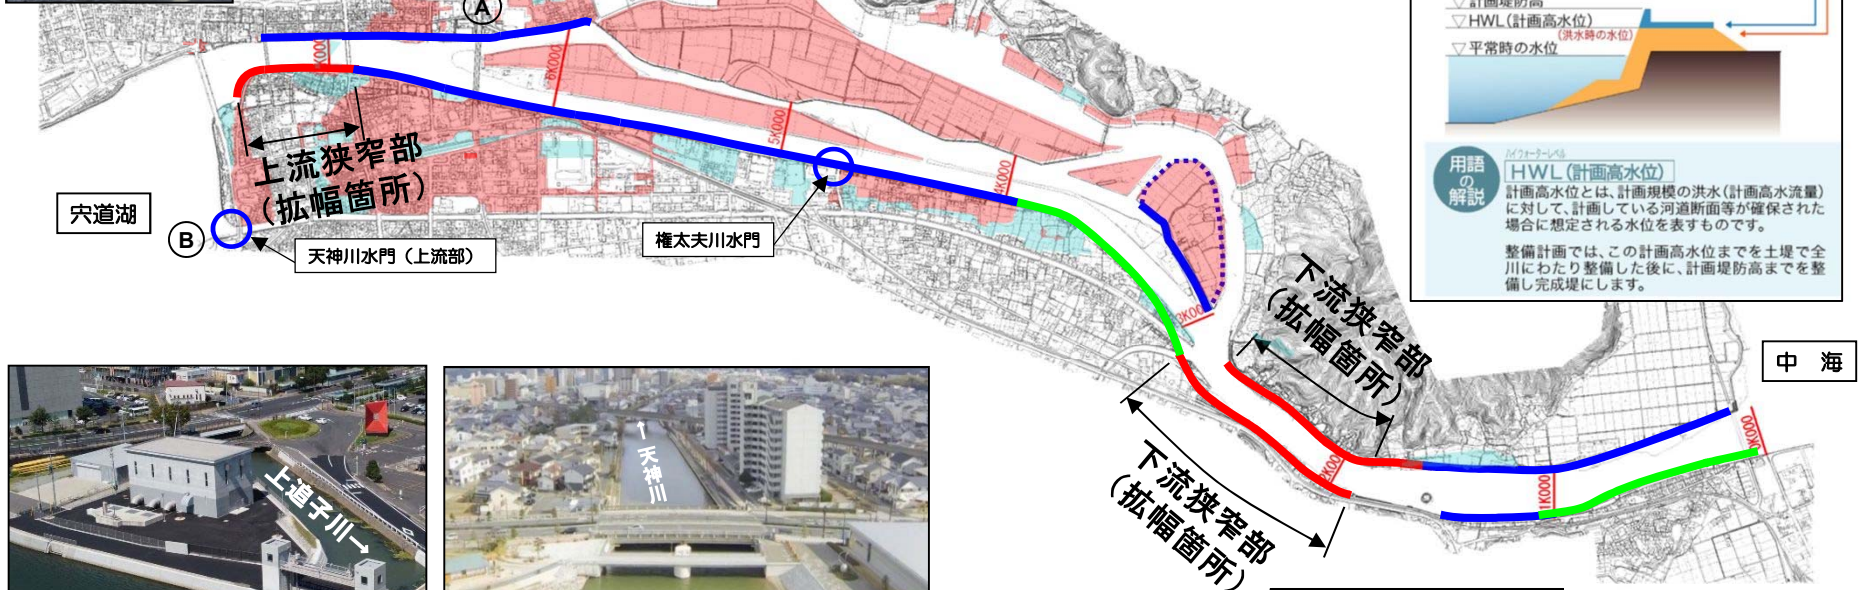 A
計画堤防高
▽HWL(計画高水位)
(洪水時の水位)
▽平常時の水位
6K000
5K000
4K000
上流狭窄部
(拡幅箇所)
宍道湖
B
天神川水門（上流部）
権太夫川水門
用語
の
解説
ハイウォーターレベル
HWL(計画高水位)
計画高水位とは、計画規模の洪水(計画高水流量)
に対して、計画している河道断面等が確保された
場合に想定される水位を表すものです。
整備計画では、この計画高水位までを土堤で全
川にわたり整備した後に、計画堤防高までを整
備し完成堤にします。
3K000
下流狭窄部
(拡幅箇所)
中 海
0K000
1K000
下流狭窄部
(拡幅箇所)
上追子川→
←天神川